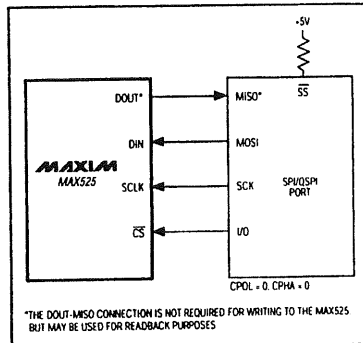 +5V
SS
DOUT*
MISO*
DIN
MOSI
MAXIM
MAX525
SPI/QSPI
PORT
SCLK
SCK
CS
I/O
CPOL = 0, CPHA = 0
*THE DOUT-MISO CONNECTION IS NOT REQUIRED FOR WRITING TO THE MAX525
BUT MAY BE USED FOR READBACK PURPOSES